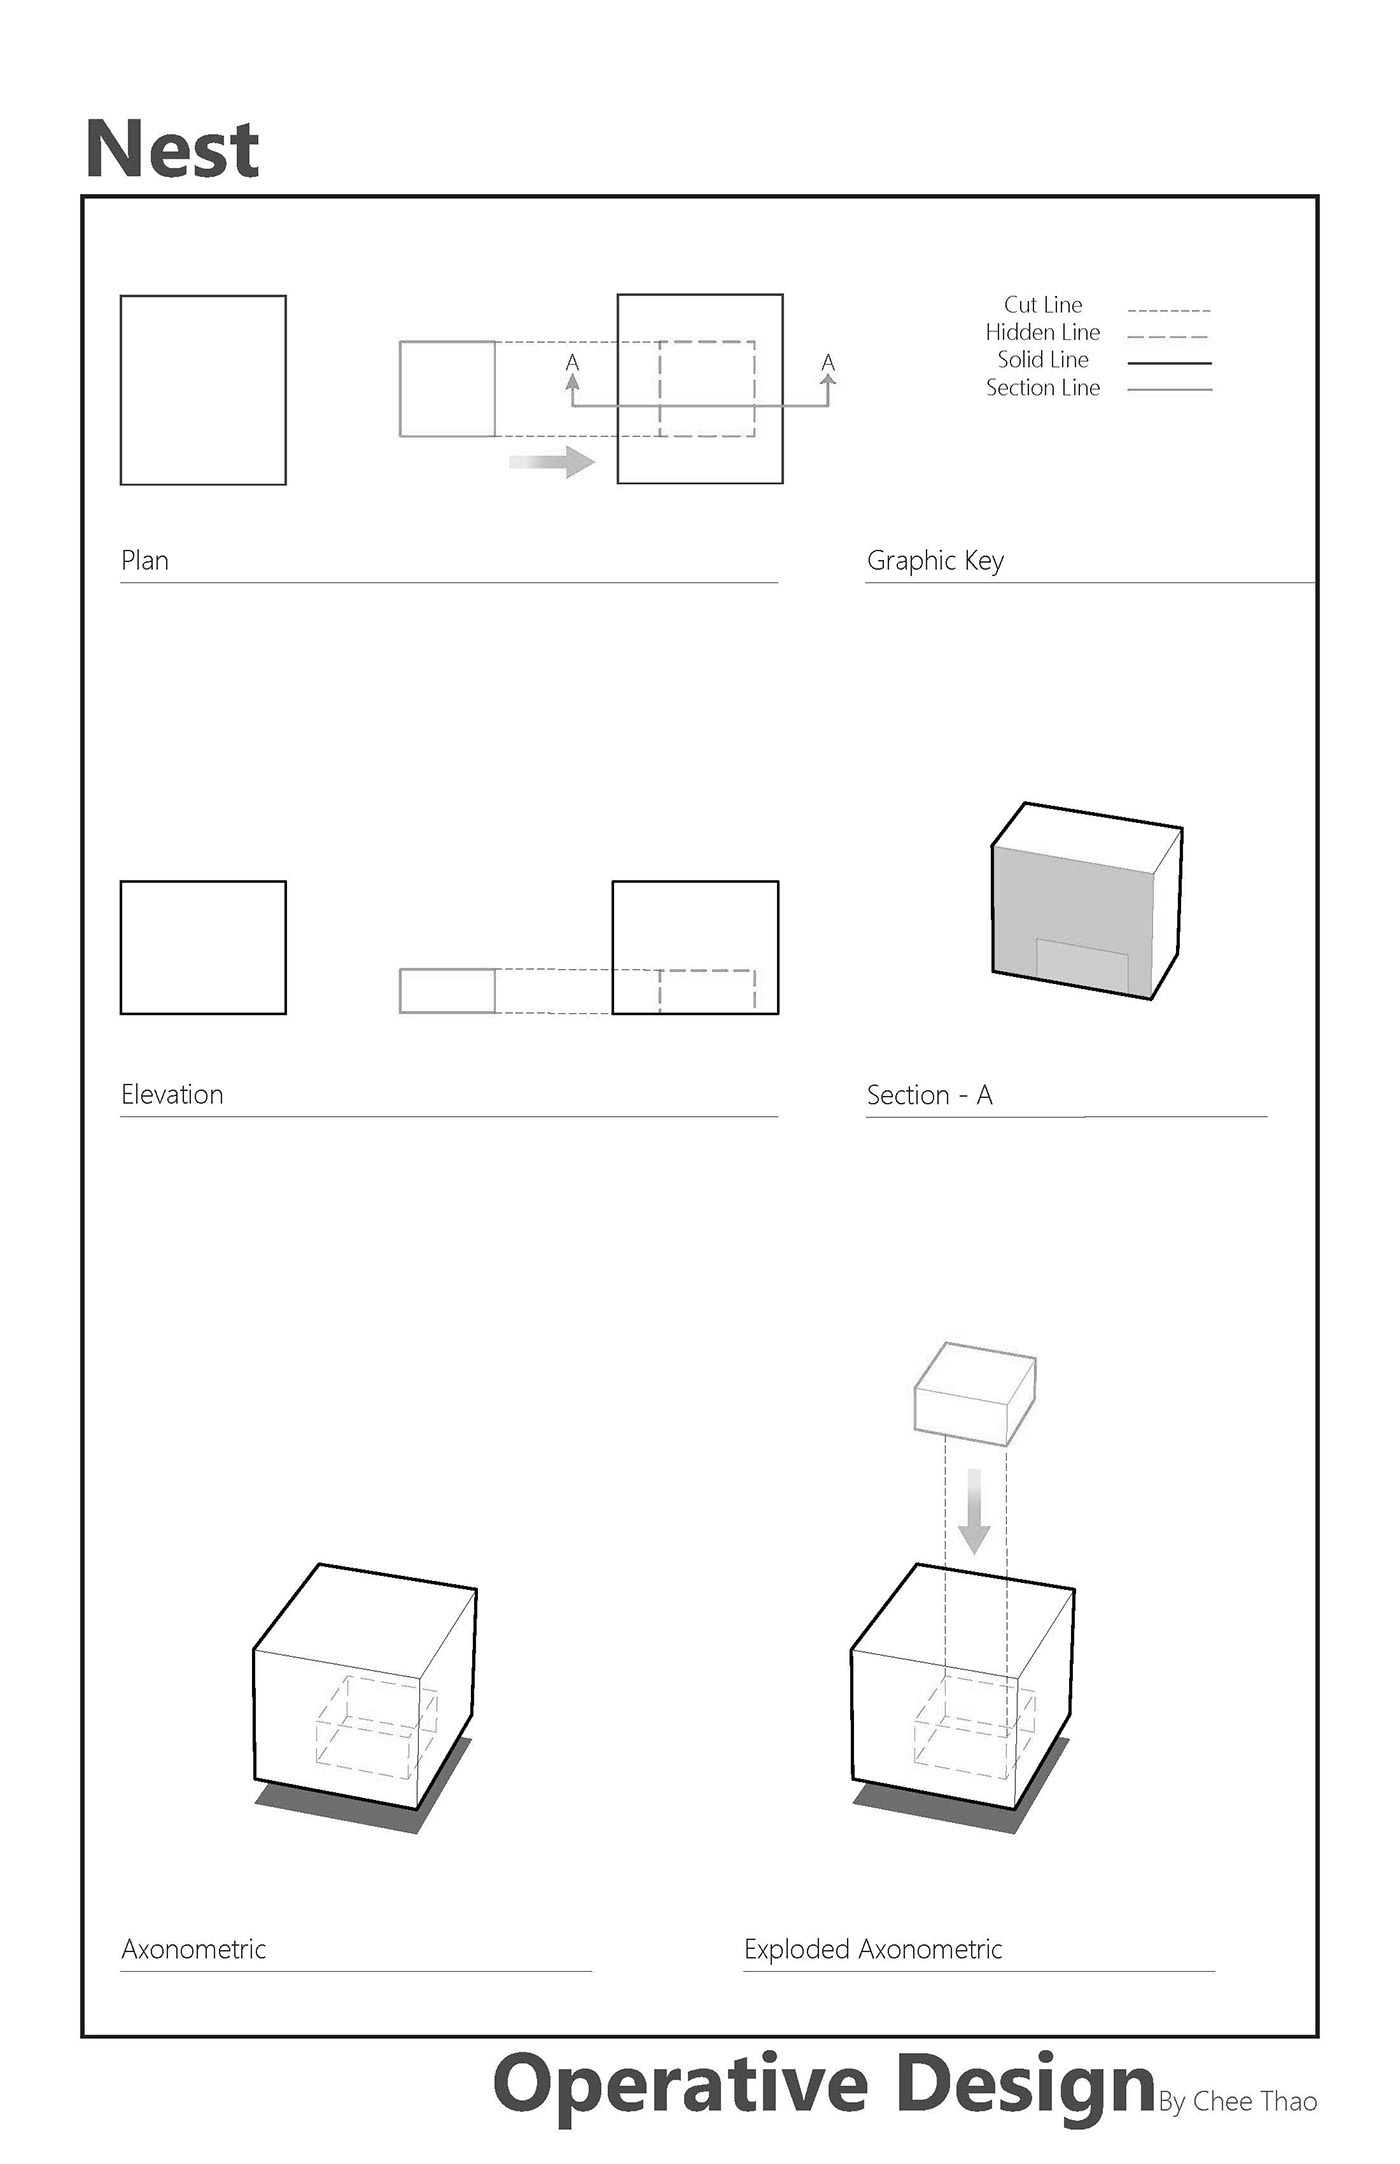 Nest
A
A
Cut Line
Hidden Line
Solid Line
Section Line
Plan
Graphic Key
Elevation
Section - A
Axonometric
Exploded Axonometric
Operative Design By Chee Thao